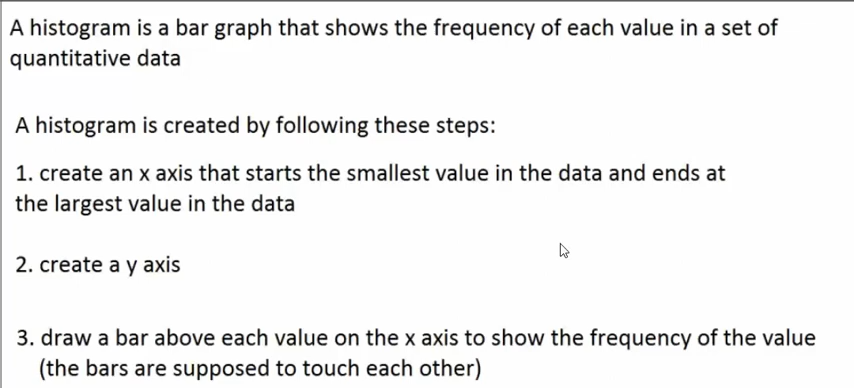 A histogram is a bar graph that shows the frequency of each value in a set of
quantitative data
A histogram is created by following these steps:
1. create an x axis that starts the smallest value in the data and ends at
the largest value in the data
2. create a y axis
3. draw a bar above each value on the x axis to show the frequency of the value
(the bars are supposed to touch each other)